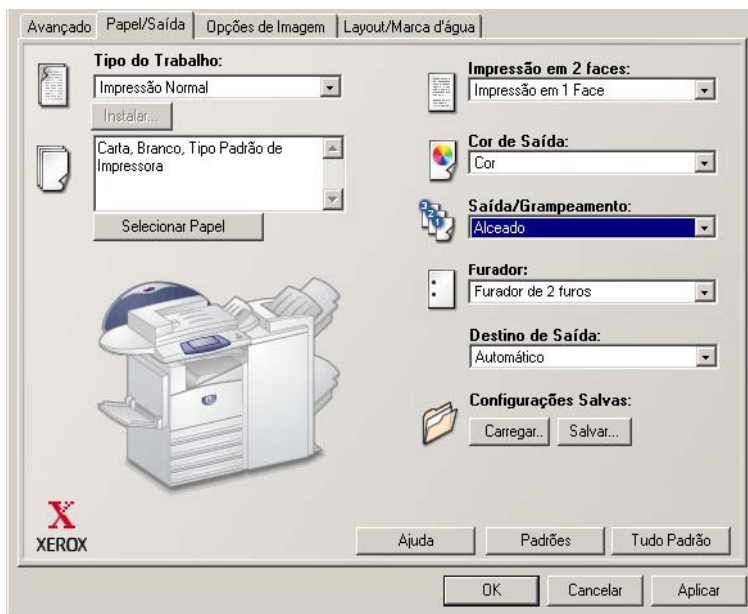 Avançado Papel/Saída Opções de Imagem Layout/Marca d'água
Tipo do Trabalho:
Impressão Normal
Instalar...
Carta, Branco, Tipo Padrão de
Impressora
Selecionar Papel
Impressão em 2 faces:
Impressão em 1 Face
Cor de Saída:
Cor
Saída/Grampeamento:
Alceado
Furador:
Furador de 2 furos
Destino de Saída:
Automático
Configurações Salvas:
Carregar.. Salvar...
X
XEROX
Ajuda Padrões Tudo Padrão
OK Cancelar Aplicar